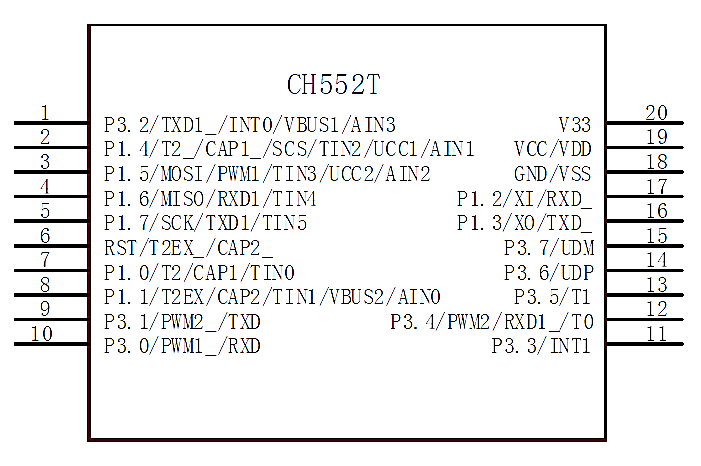 CH552T
1 P3.2/TXD1_/INT0/VBUS1/AIN3
2 P1.4/T2_/CAP1_/SCS/TIN2/UCC1/AIN1
3 P1.5/MOSI/PWM1/TIN3/UCC2/AIN2
4 P1.6/MISO/RXD1/TIN4
5 P1.7/SCK/TXD1/TIN5
6 RST/T2EX_/CAP2_
7 P1.0/T2/CAP1/TIN0
8 P1.1/T2EX/CAP2/TIN1/VBUS2/AIN0
9 P3.1/PWM2_/TXD
10 P3.0/PWM1_/RXD
V33 20
VCC/VDD 19
GND/VSS 18
P1.2/XI/RXD_ 17
P1.3/XO/TXD_ 16
P3.7/UDM 15
P3.6/UDP 14
P3.5/T1 13
P3.4/PWM2/RXD1_/T0 12
P3.3/INT1 11